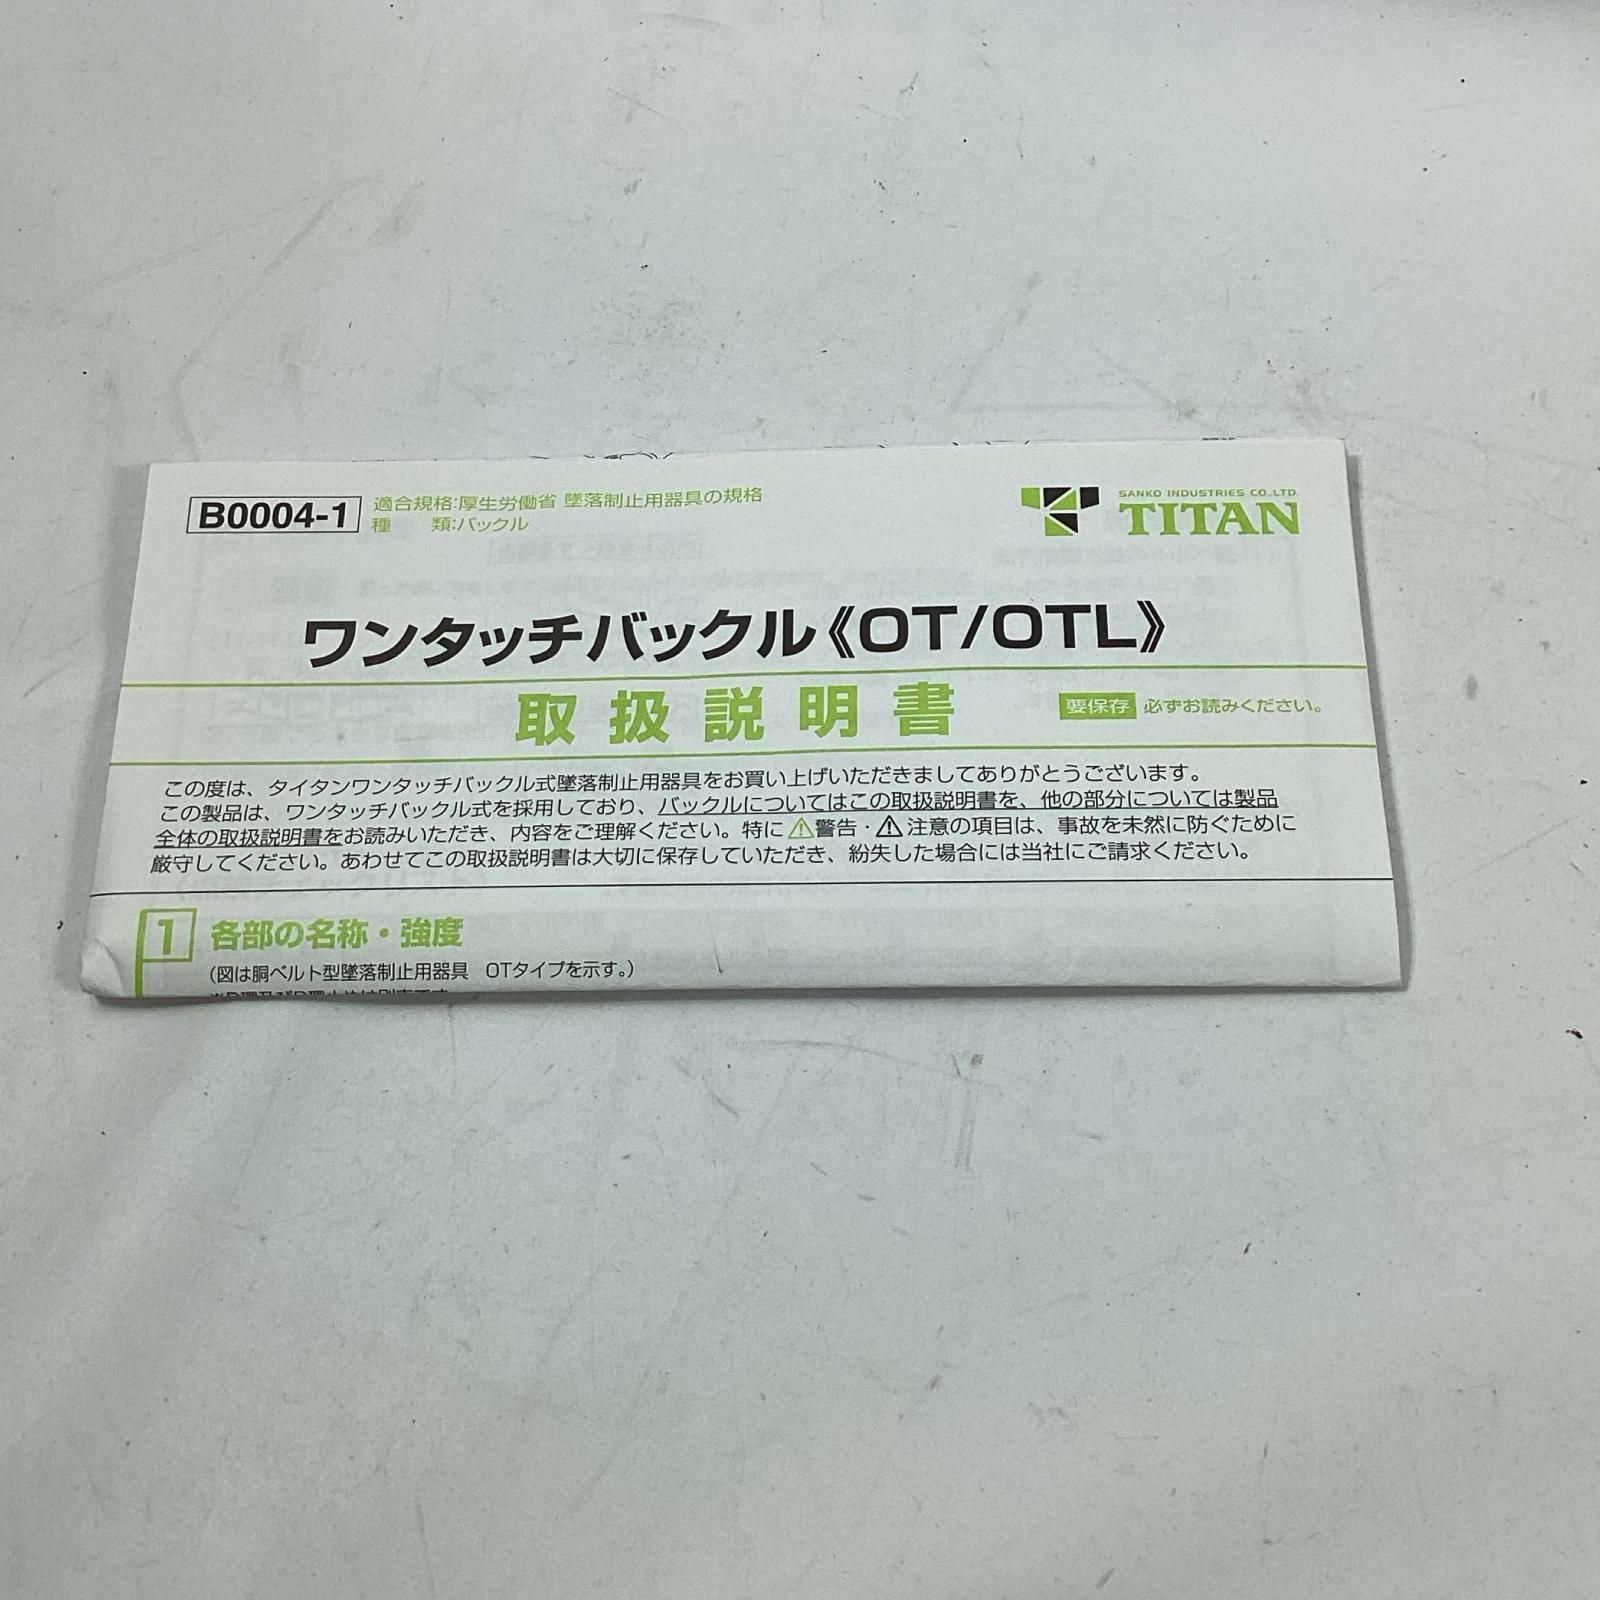 B0004-1
適合規格:厚生労働省 墜落制止用器具の規格
種 類:バックル
SANKO INDUSTRIES CO.,LTD.
TITAN
ワンタッチバックル《OT/OTL》
取扱説明書
要保存 必ずお読みください。
この度は、タイタンワンタッチバックル式墜落制止用器具をお買い上げいただきましてありがとうございます。
この製品は、ワンタッチバックル式を採用しており、バックルについてはこの取扱説明書を、他の部分については製品
全体の取扱説明書をお読みいただき、内容をご理解ください。特に⚠警告・⚠注意の項目は、事故を未然に防ぐために
厳守してください。あわせてこの取扱説明書は大切に保存していただき、紛失した場合には当社にご請求ください。
1 各部の名称・強度
(図は胴ベルト型墜落制止用器具 OTタイプを示す。)